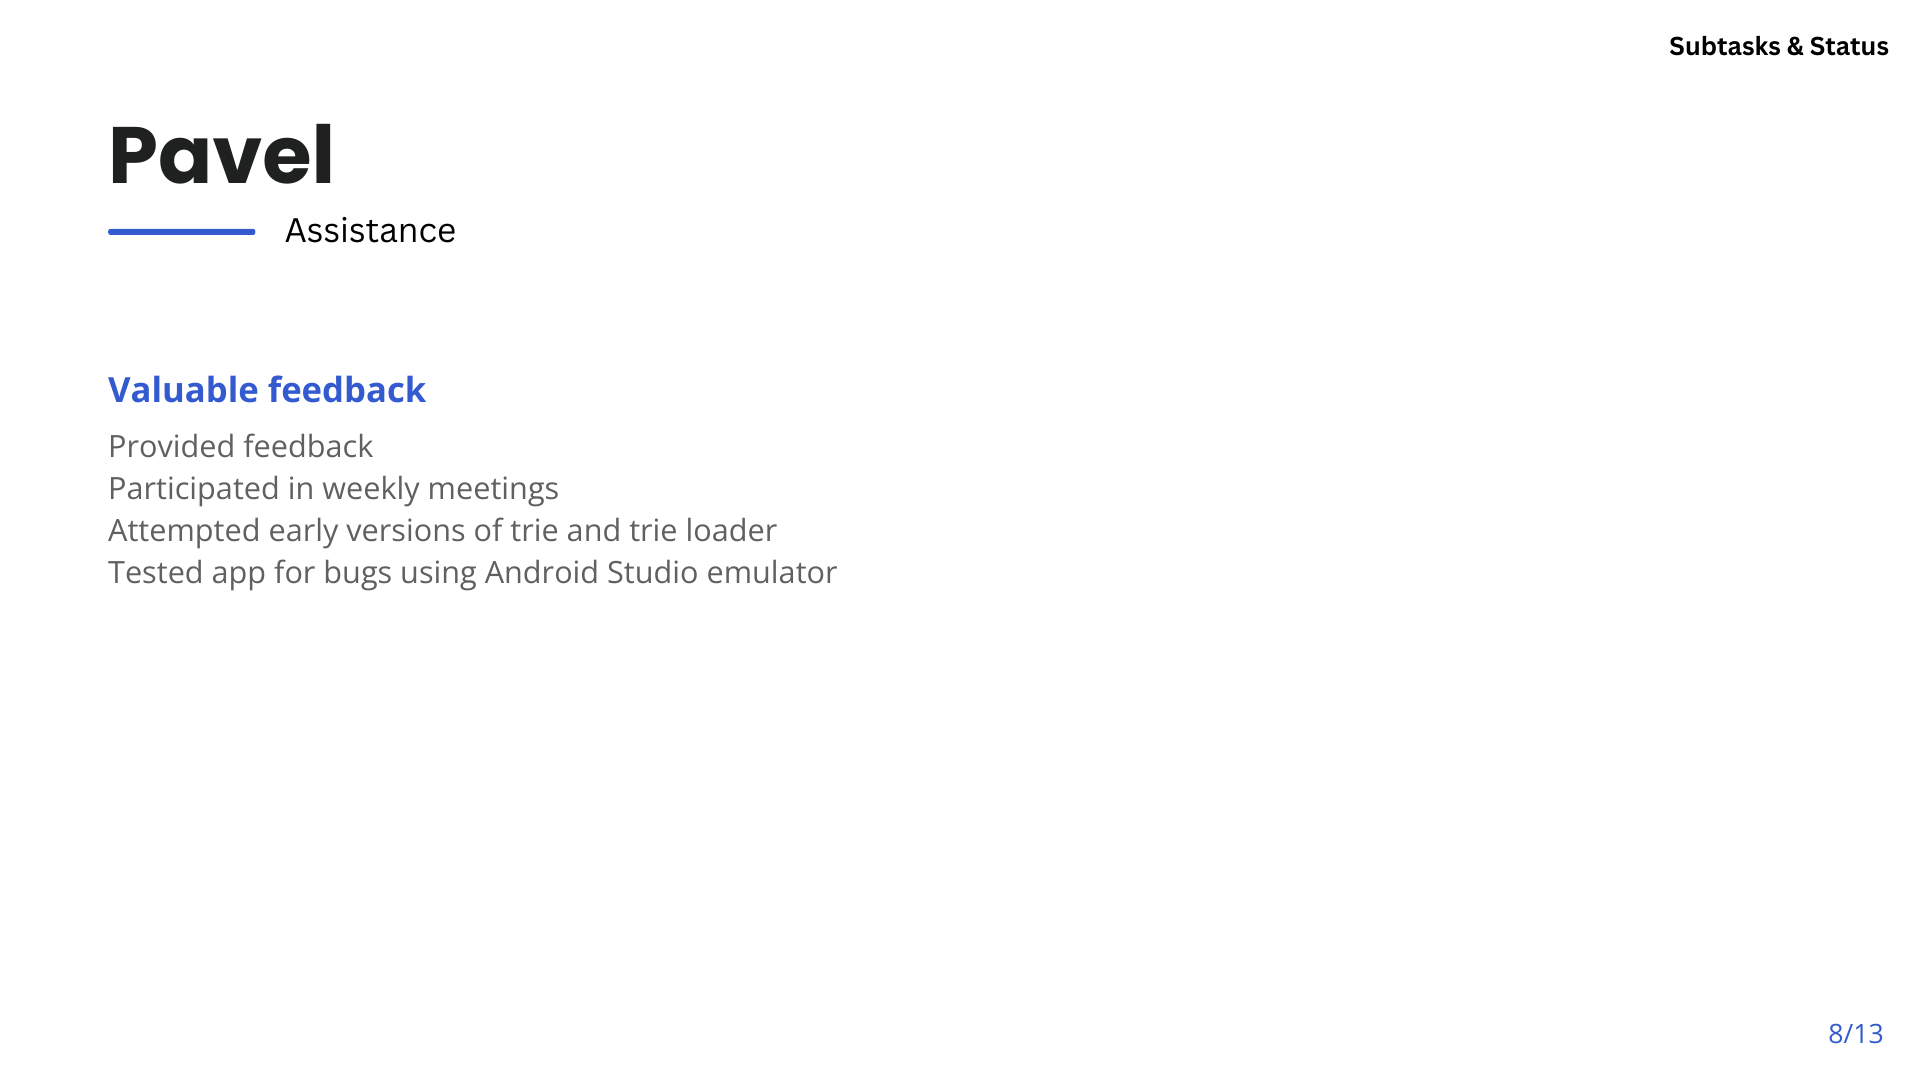 Subtasks & Status
Pavel
Assistance
Valuable feedback
Provided feedback
Participated in weekly meetings
Attempted early versions of trie and trie loader
Tested app for bugs using Android Studio emulator
8/13